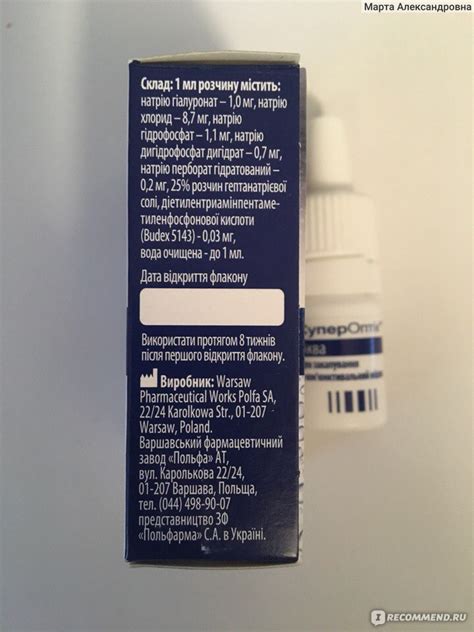 Марта Александровна
Склад: 1 мл розчину містить:
натрію гіалуронат – 1,0 мг, натрію
хлорид – 8,7 мг, натрію
гідрофосфат – 1,1 мг, натрію
дигідрофосфат дигідрат – 0,7 мг,
натрію перборат гідратований –
0,2 мг, 25% розчин гептанатрієвої
солі, діетилентриамінпентаме-
тиленфосфонової кислоти
(Budex 5143) - 0,03 мг,
вода очищена - до 1 мл.
Дата відкриття флакону
Використати протягом 8 тижнів
після першого відкриття флакону.
Виробник: Warsaw
Pharmaceutical Works Polfa SA,
22/24 Karolkowa Str., 01-207
Warsaw, Poland.
Варшавський фармацевтичний
завод «Польфа» АТ,
вул. Каролькова 22/24,
01-207 Варшава, Польща,
тел. (044) 498-90-07
представництво ЗФ
«Польфарма» С.А. в Україні.
I RECOMMEND.RU